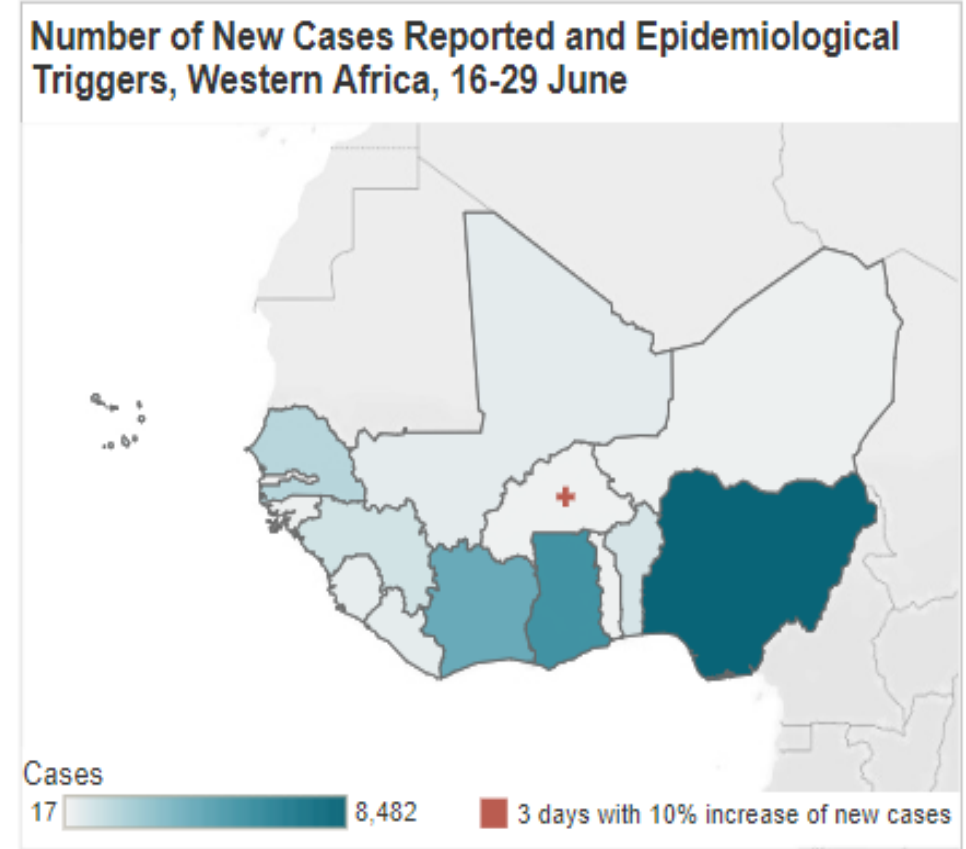 Number of New Cases Reported and Epidemiological
Triggers, Western Africa, 16-29 June
Cases
17 8,482 3 days with 10% increase of new cases